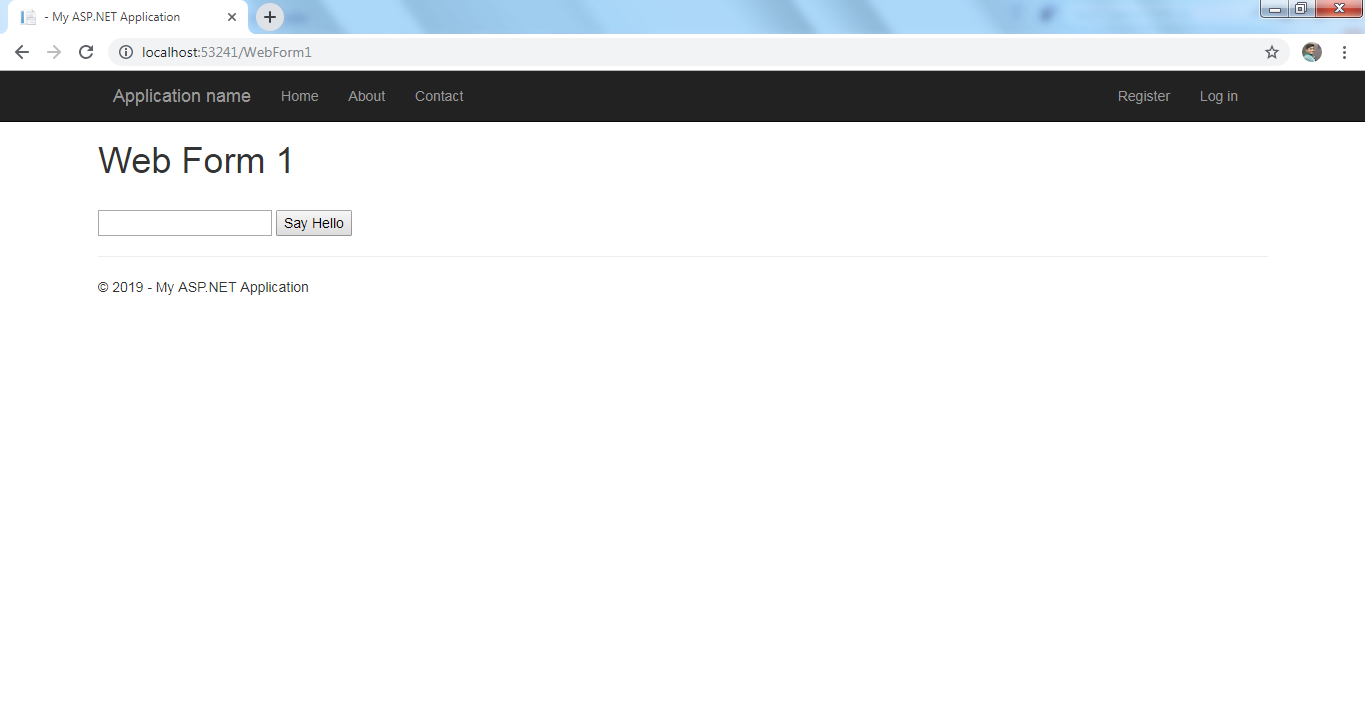 - My ASP.NET Application
localhost:53241/WebForm1
Application name Home About Contact Register Log in
Web Form 1
Say Hello
© 2019 - My ASP.NET Application